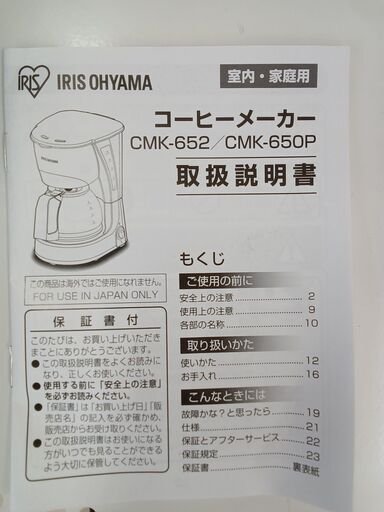 IRIS IRIS OHYAMA
室内・家庭用
コーヒーメーカー
CMK-652／CMK-650P
取扱説明書
IRIS OHYAMA
この商品は海外ではご使用になれません。
FOR USE IN JAPAN ONLY
保証書付
このたびは、お買い上げいただき
まことにありがとうございます。
●この取扱説明書をよくお読みに
なり、正しくお使いください。
●使用する前に「安全上の注意」
を必ずお読みください。
●「保証書」は「お買い上げ日」「販
売店名」の記入を必ず確かめ、
販売店からお受け取りください。
●この取扱説明書はお使いになる
方がいつでも見ることができる
よう大切に保管してください。
もくじ
ご使用の前に
安全上の注意 2
使用上の注意 9
各部の名称 10
取り扱いかた
使いかた 12
お手入れ 16
こんなときには
故障かな？と思ったら 19
仕様 21
保証とアフターサービス 22
保証規定 23
保証書 裏表紙